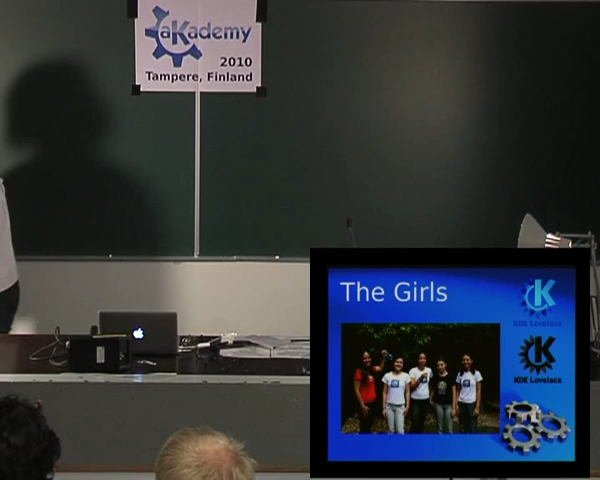 aKademy
2010
Tampere, Finland
The Girls
KDE Lovelace
KDE Lovelace